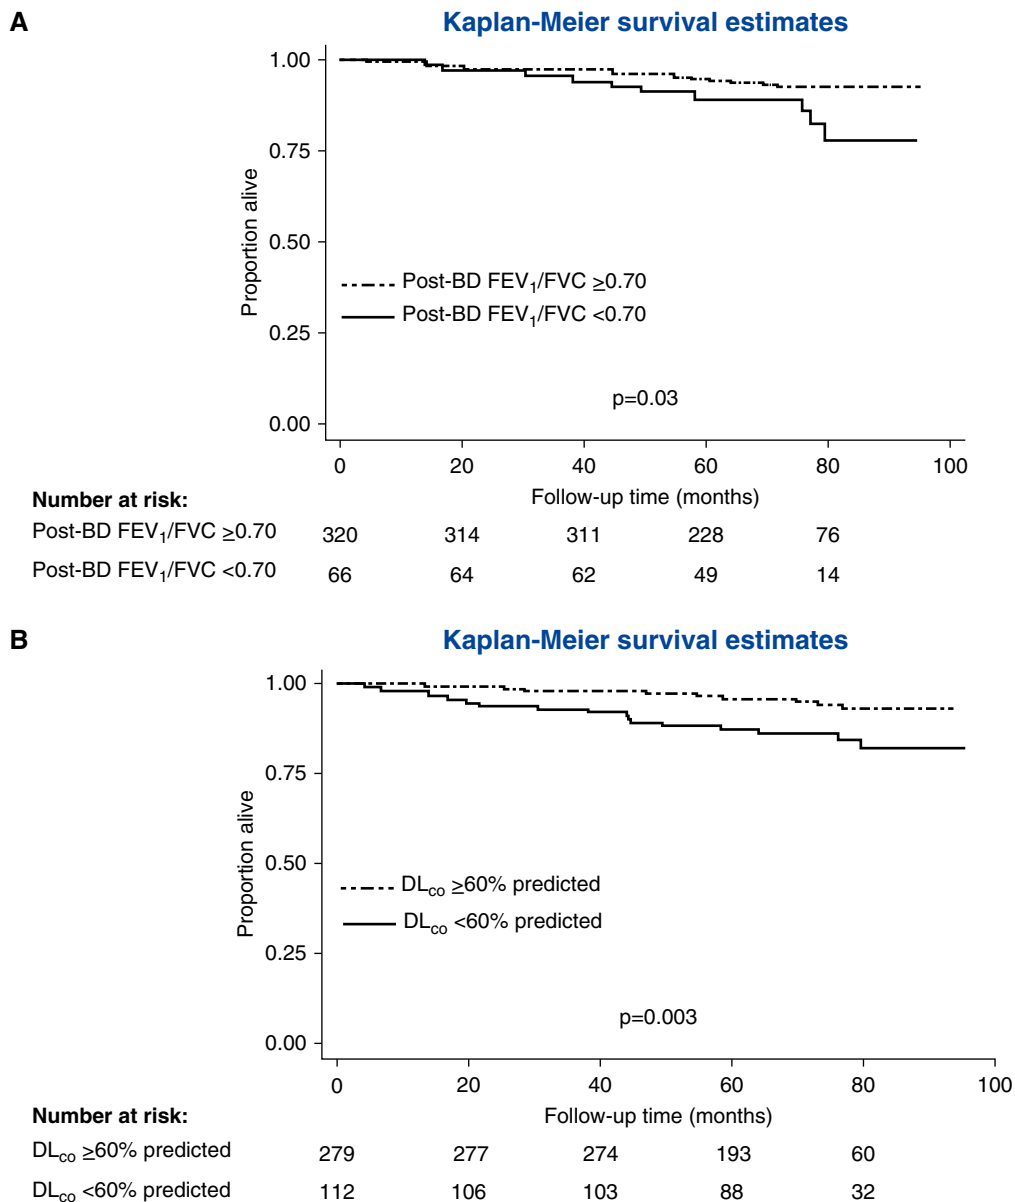 A
Kaplan-Meier survival estimates
1.00
0.75
0.50
0.25
0.00
Proportion alive
Post-BD FEV1/FVC ≥0.70
Post-BD FEV1/FVC <0.70
p=0.03
0 20 40 60 80 100
Follow-up time (months)
Number at risk:
Post-BD FEV1/FVC ≥0.70 320 314 311 228 76
Post-BD FEV1/FVC <0.70 66 64 62 49 14
B
Kaplan-Meier survival estimates
1.00
0.75
0.50
0.25
0.00
Proportion alive
DLco ≥60% predicted
DLco <60% predicted
p=0.003
0 20 40 60 80 100
Follow-up time (months)
Number at risk:
DLco ≥60% predicted 279 277 274 193 60
DLco <60% predicted 112 106 103 88 32